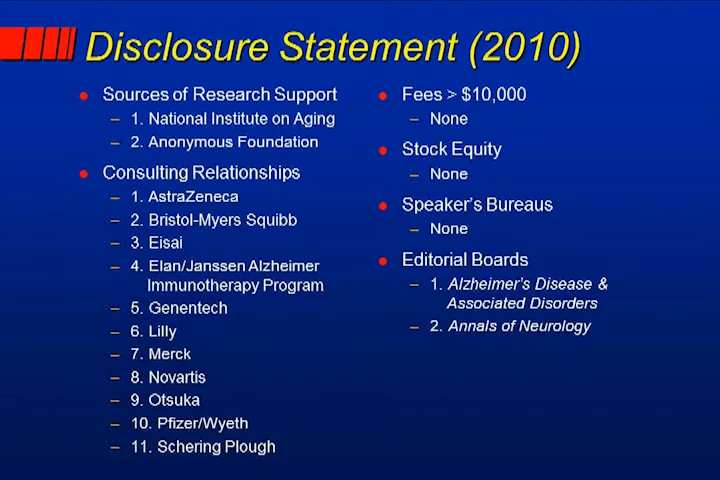 Disclosure Statement (2010)
Sources of Research Support
– 1. National Institute on Aging
– 2. Anonymous Foundation
Consulting Relationships
– 1. AstraZeneca
– 2. Bristol-Myers Squibb
– 3. Eisai
– 4. Elan/Janssen Alzheimer
Immunotherapy Program
– 5. Genentech
– 6. Lilly
– 7. Merck
– 8. Novartis
– 9. Otsuka
– 10. Pfizer/Wyeth
– 11. Schering Plough
Fees > $10,000
– None
Stock Equity
– None
Speaker's Bureaus
– None
Editorial Boards
– 1. Alzheimer's Disease &
Associated Disorders
– 2. Annals of Neurology